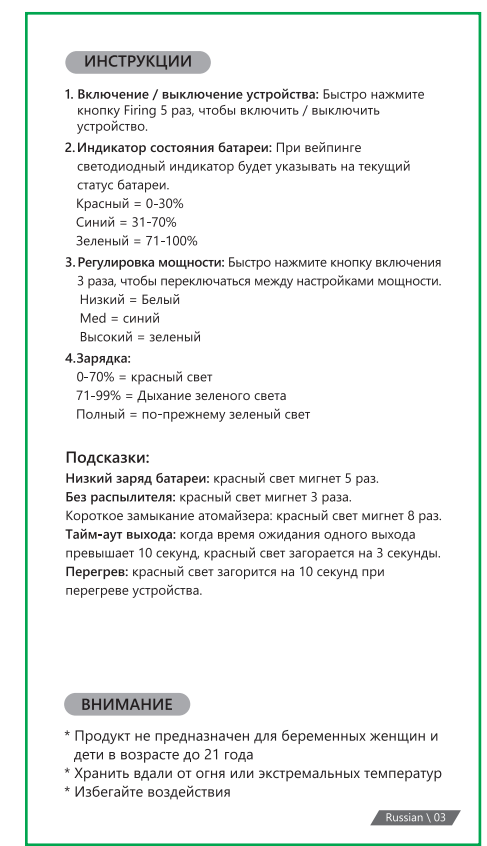 ИНСТРУКЦИИ
1. Включение / выключение устройства: Быстро нажмите
кнопку Firing 5 раз, чтобы включить / выключить
устройство.
2. Индикатор состояния батареи: При вейпинге
светодиодный индикатор будет указывать на текущий
статус батареи.
Красный = 0-30%
Синий = 31-70%
Зеленый = 71-100%
3. Регулировка мощности: Быстро нажмите кнопку включения
3 раза, чтобы переключаться между настройками мощности.
Низкий = Белый
Med = синий
Высокий = зеленый
4.Зарядка:
0-70% = красный свет
71-99% = Дыхание зеленого света
Полный = по-прежнему зеленый свет
Подсказки:
Низкий заряд батареи: красный свет мигнет 5 раз.
Без распылителя: красный свет мигнет 3 раза.
Короткое замыкание атомайзера: красный свет мигнет 8 раз.
Тайм-аут выхода: когда время ожидания одного выхода
превышает 10 секунд, красный свет загорается на 3 секунды.
Перегрев: красный свет загорится на 10 секунд при
перегреве устройства.
ВНИМАНИЕ
* Продукт не предназначен для беременных женщин и
дети в возрасте до 21 года
* Хранить вдали от огня или экстремальных температур
* Избегайте воздействия
Russian \ 03